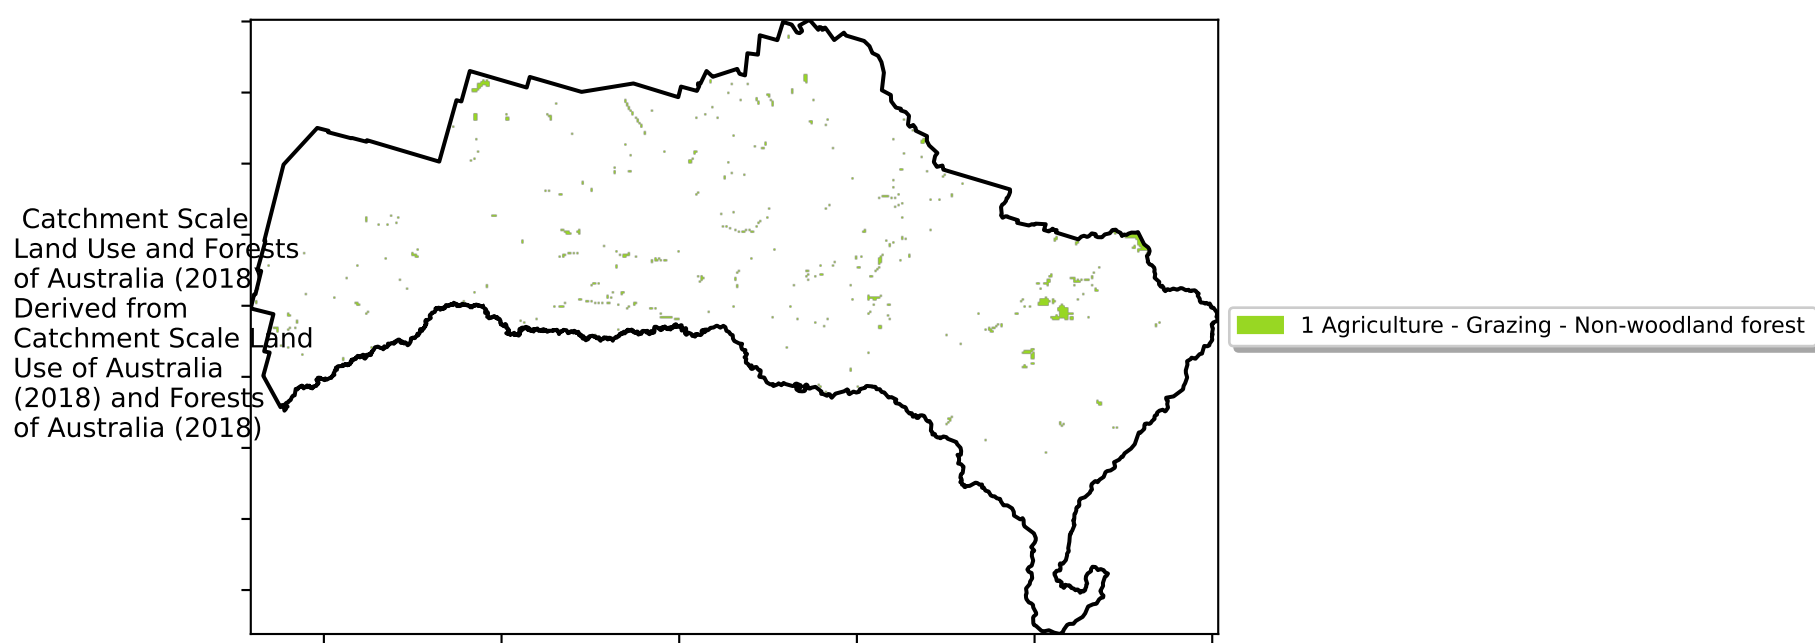 Catchment Scale
Land Use and Forests
of Australia (2018)
Derived from
Catchment Scale Land
Use of Australia
(2018) and Forests
of Australia (2018)
1 Agriculture - Grazing - Non-woodland forest